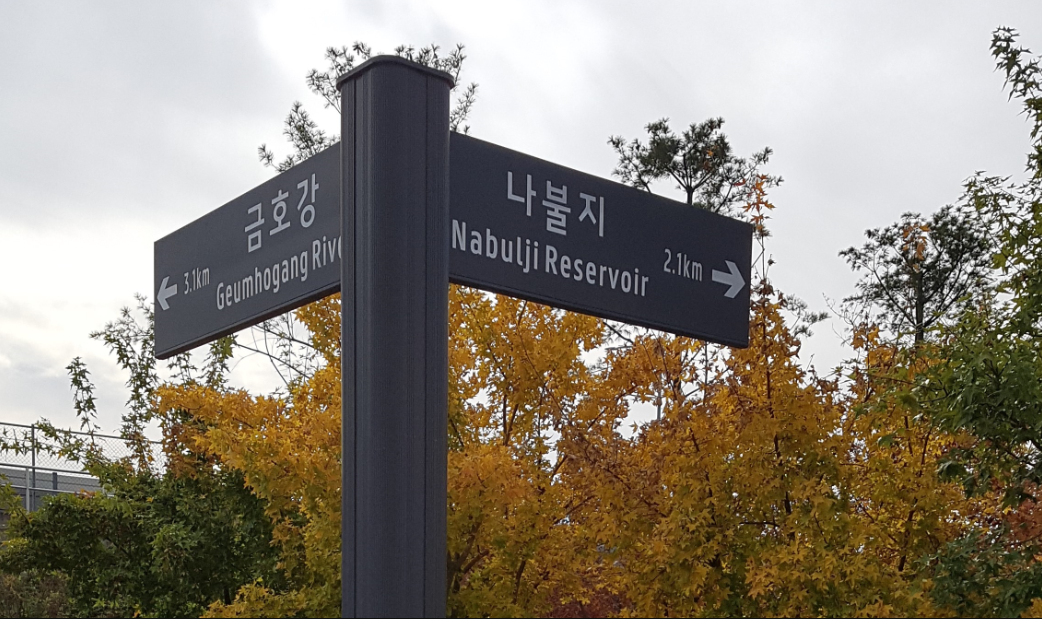 금호강
← 3.1km
Geumhogang Rive
나불지
Nabulji Reservoir
2.1km →